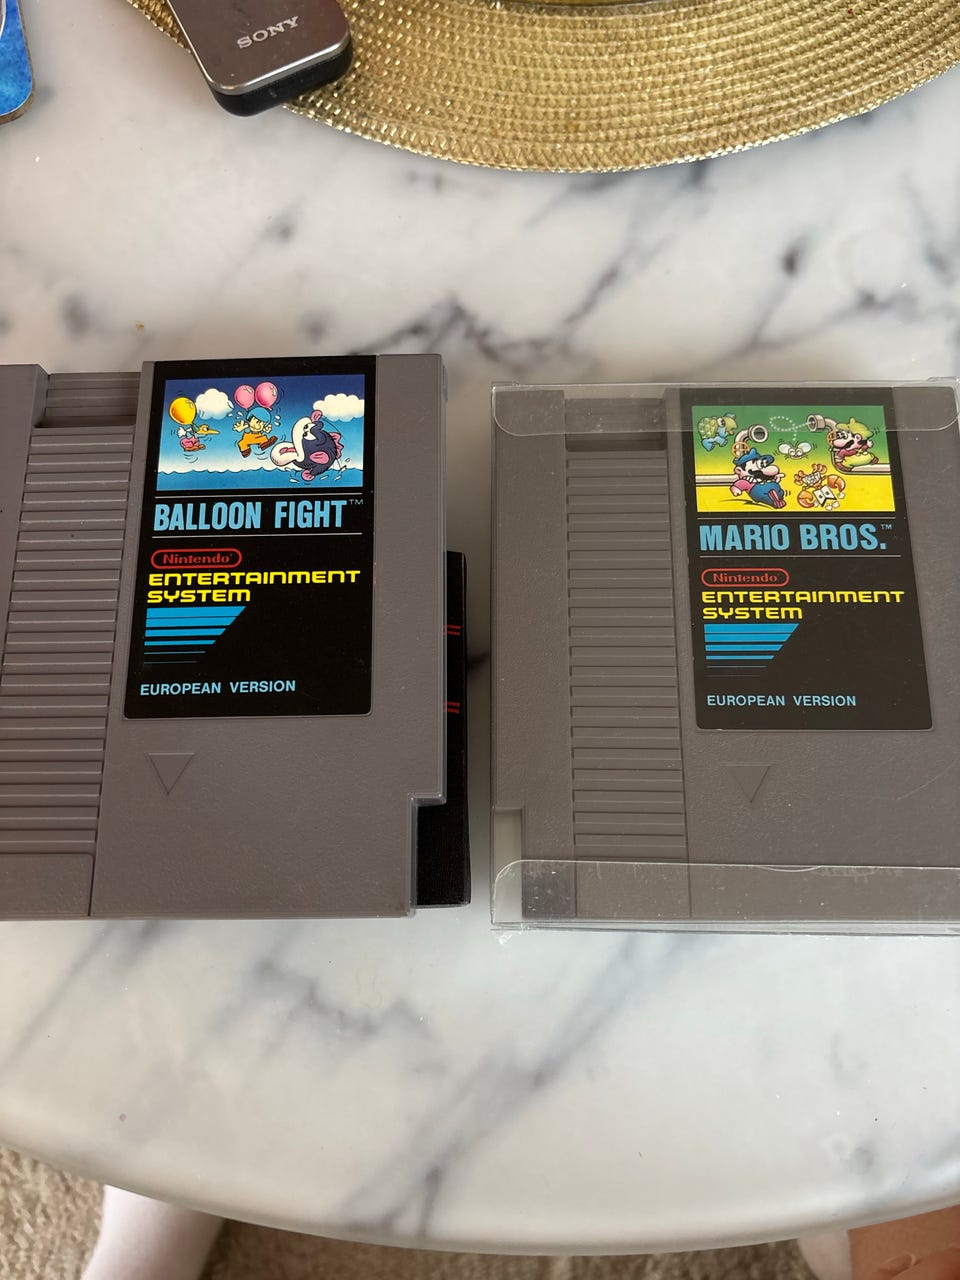 SONY
BALLOON FIGHT™
Nintendo®
ENTERTAINMENT
SYSTEM
EUROPEAN VERSION
MARIO BROS.™
Nintendo®
ENTERTAINMENT
SYSTEM
EUROPEAN VERSION